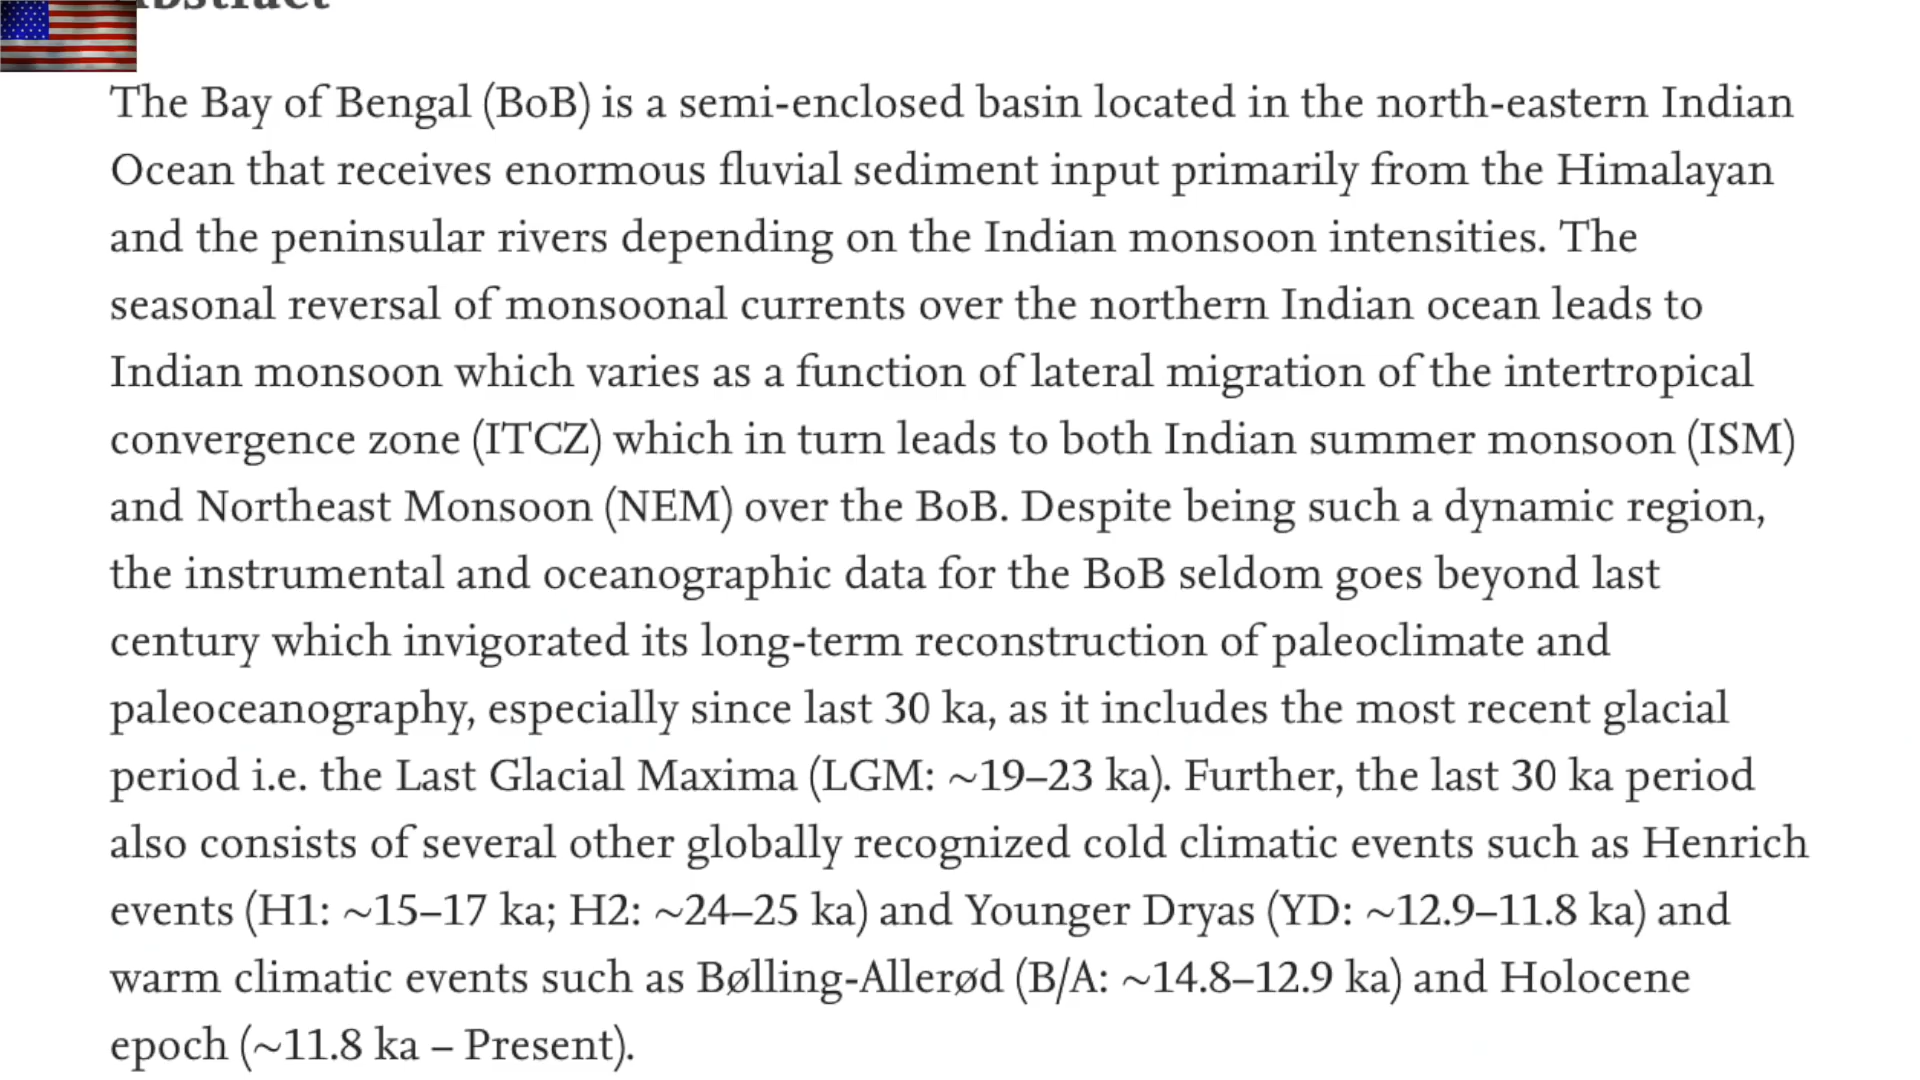 The Bay of Bengal (BoB) is a semi-enclosed basin located in the north-eastern Indian
Ocean that receives enormous fluvial sediment input primarily from the Himalayan
and the peninsular rivers depending on the Indian monsoon intensities. The
seasonal reversal of monsoonal currents over the northern Indian ocean leads to
Indian monsoon which varies as a function of lateral migration of the intertropical
convergence zone (ITCZ) which in turn leads to both Indian summer monsoon (ISM)
and Northeast Monsoon (NEM) over the BoB. Despite being such a dynamic region,
the instrumental and oceanographic data for the BoB seldom goes beyond last
century which invigorated its long-term reconstruction of paleoclimate and
paleoceanography, especially since last 30 ka, as it includes the most recent glacial
period i.e. the Last Glacial Maxima (LGM: ~19–23 ka). Further, the last 30 ka period
also consists of several other globally recognized cold climatic events such as Henrich
events (H1: ~15–17 ka; H2: ~24–25 ka) and Younger Dryas (YD: ~12.9–11.8 ka) and
warm climatic events such as Bølling-Allerød (B/A: ~14.8–12.9 ka) and Holocene
epoch (~11.8 ka – Present).